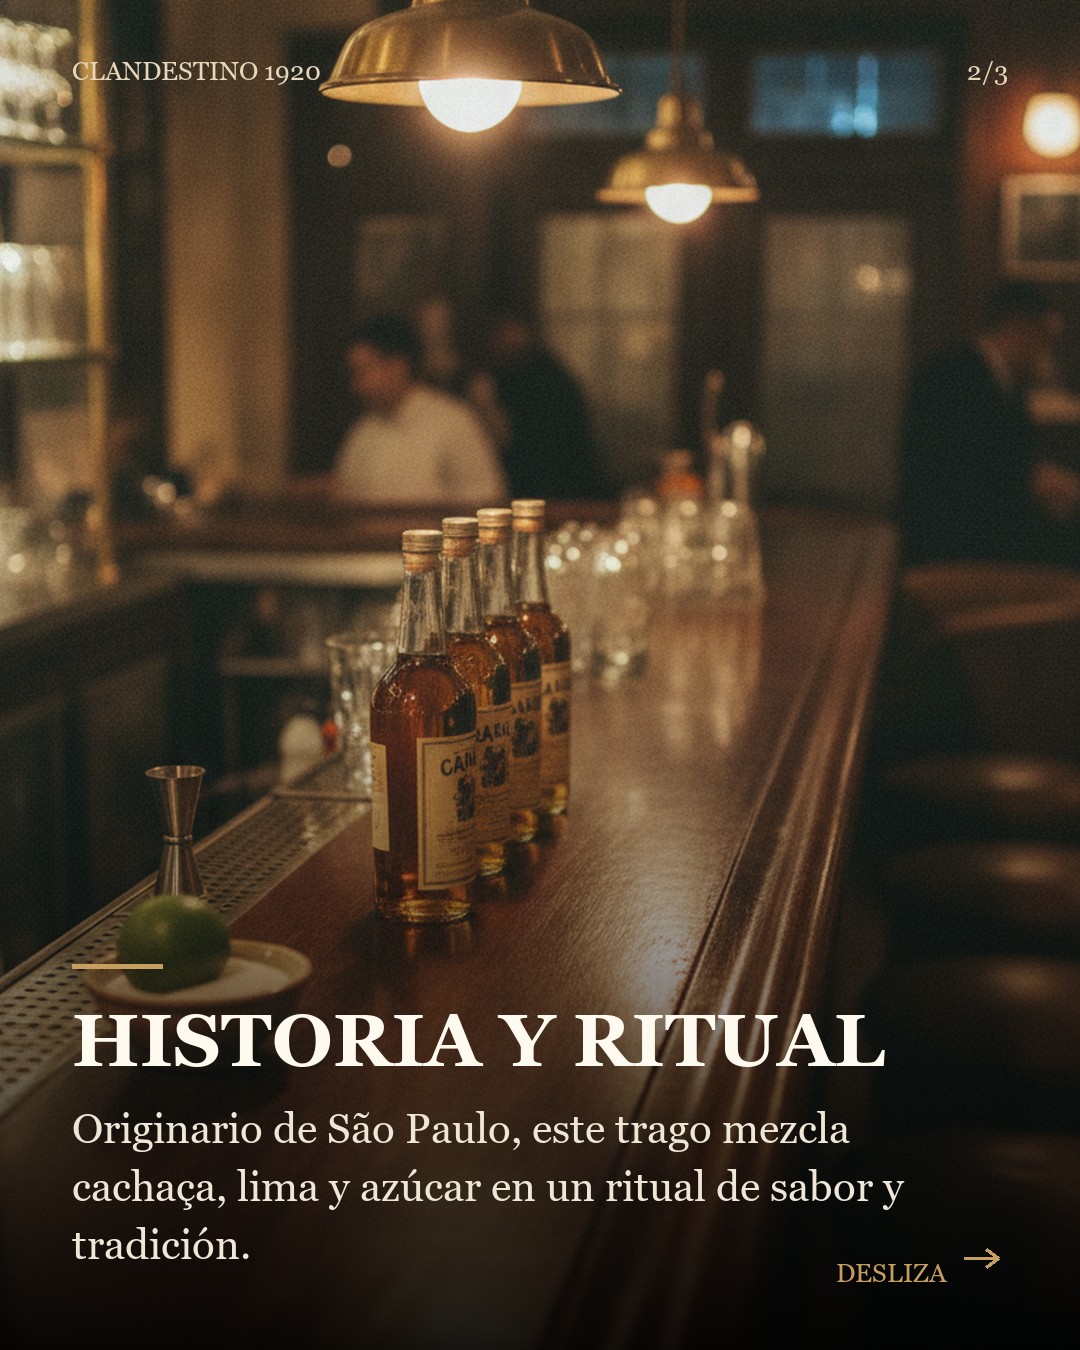 CLANDESTINO 1920
2/3
HISTORIA Y RITUAL
Originario de São Paulo, este trago mezcla
cachaça, lima y azúcar en un ritual de sabor y
tradición.
DESLIZA